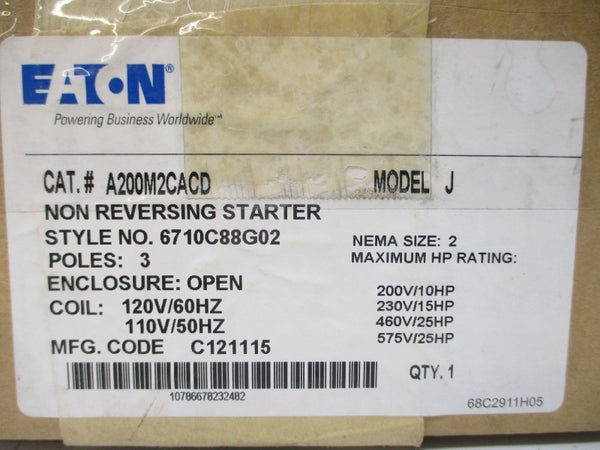 EATON®
Powering Business Worldwide™
CAT. # A200M2CACD MODEL J
NON REVERSING STARTER
STYLE NO. 6710C88G02
POLES: 3
ENCLOSURE: OPEN
COIL: 120V/60HZ
110V/50HZ
MFG. CODE C121115
NEMA SIZE: 2
MAXIMUM HP RATING:
200V/10HP
230V/15HP
460V/25HP
575V/25HP
QTY. 1
10786678232482
68C2911H05